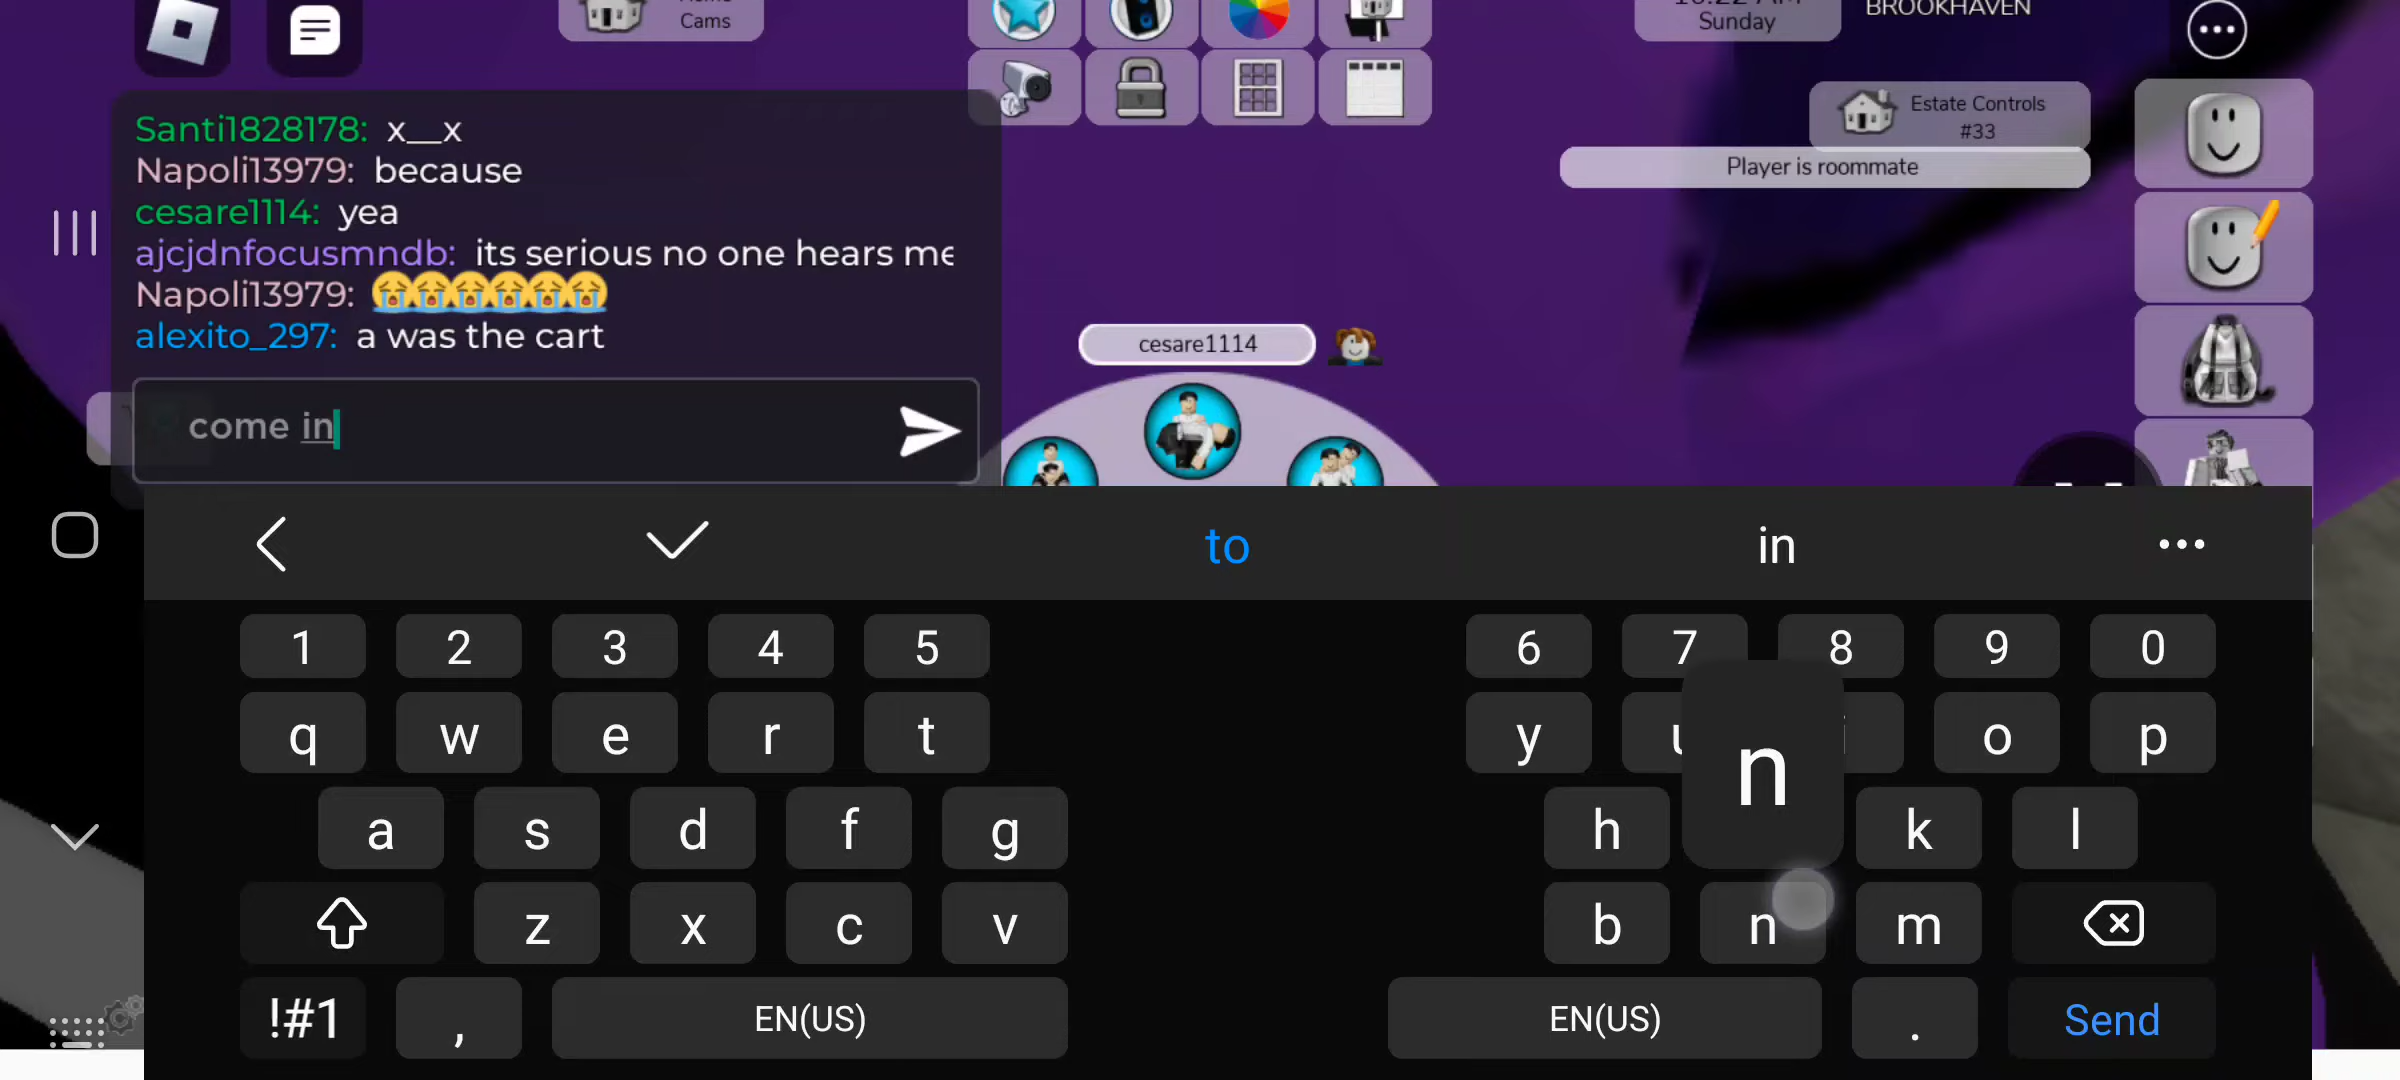 Cams
Sunday
BROOKHAVEN
Estate Controls
#33
Player is roommate
Santi1828178: x__x
Napoli13979: because
cesare1114: yea
ajcjdnfocusmndb: its serious no one hears me
Napoli13979: 😭😭😭😭😭😭
alexito_297: a was the cart
cesare1114
come in
to in
1 2 3 4 5 6 7 8 9 0
q w e r t y u i o p
n
a s d f g h k l
z x c v b n m
!#1 , EN(US) EN(US) . Send